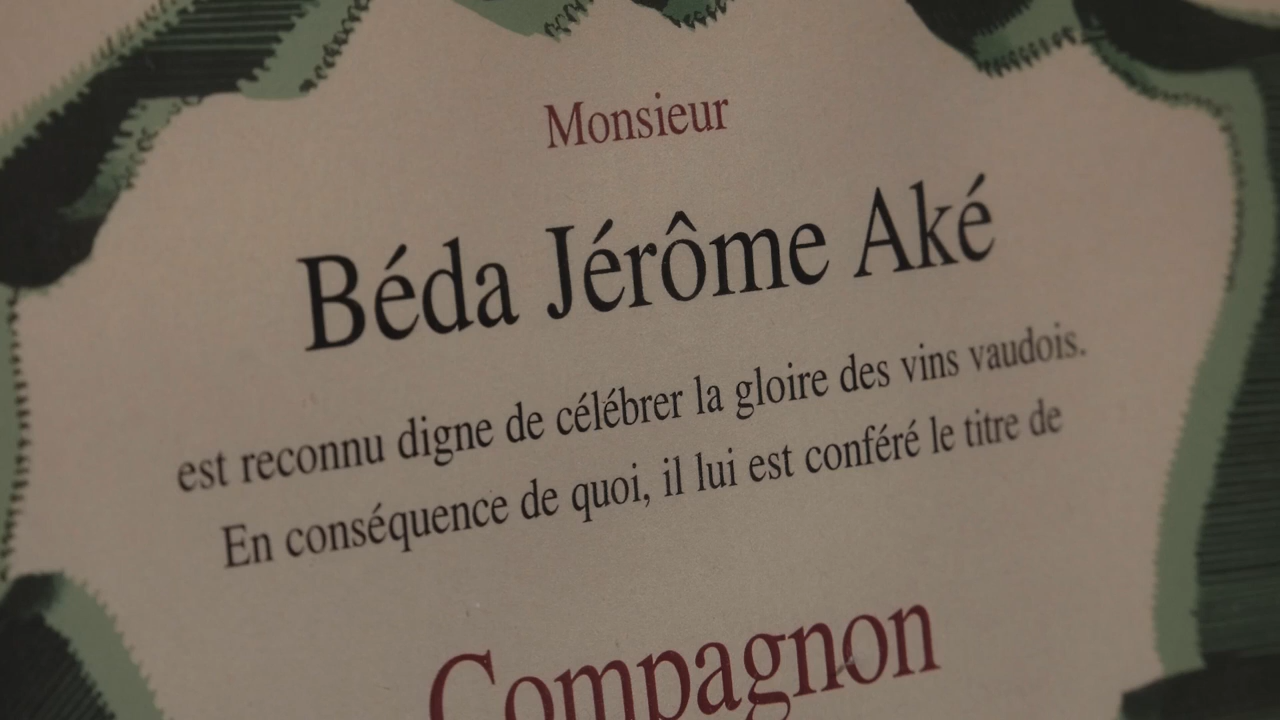 Monsieur
Béda Jérôme Aké
est reconnu digne de célébrer la gloire des vins vaudois.
En conséquence de quoi, il lui est conféré le titre de
Compagnon